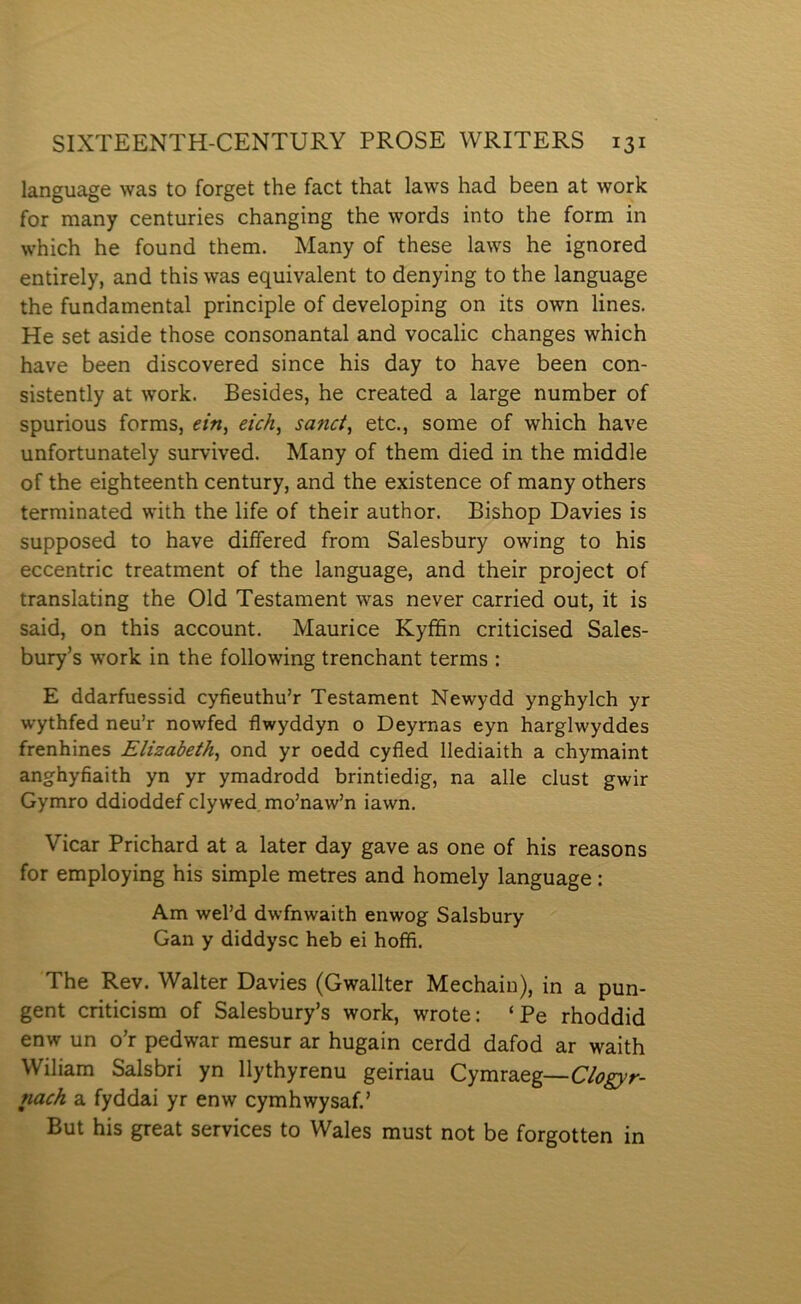 SIXTEENTH-CENTURY PROSE WRITERS 131
language was to forget the fact that laws had been at work
for many centuries changing the words into the form in
which he found them. Many of these laws he ignored
entirely, and this was equivalent to denying to the language
the fundamental principle of developing on its own lines.
He set aside those consonantal and vocalic changes which
have been discovered since his day to have been con-
sistently at work. Besides, he created a large number of
spurious forms, ein, eich, sanct, etc., some of which have
unfortunately survived. Many of them died in the middle
of the eighteenth century, and the existence of many others
terminated with the life of their author. Bishop Davies is
supposed to have differed from Salesbury owing to his
eccentric treatment of the language, and their project of
translating the Old Testament was never carried out, it is
said, on this account. Maurice Kyffin criticised Sales-
bury's work in the following trenchant terms :
E ddarfuessid cyfieuthu'r Testament Newydd ynghylch yr
wythfed neu'r nowfed flwyddyn o Deyrnas eyn harglwyddes
frenhines Elizabeth, ond yr oedd cyfled llediaith a chymaint
anghyfiaith yn yr ymadrodd brintiedig, na alle clust gwir
Gymro ddioddef clywed mo'naw'n iawn.
Vicar Prichard at a later day gave as one of his reasons
for employing his simple metres and homely language :
Am wel'd dwfnwaith enwog Salsbury
Gan y diddysc heb ei hoffi.
The Rev. Walter Davies (Gwallter Mechain), in a pun-
gent criticism of Salesbury's work, wrote: 'Pe rhoddid
enw un o'r pedwar mesur ar hugain cerdd dafod ar waith
Wiliam Salsbri yn llythyrenu geiriau Cymraeg—Clogyr-
nach a fyddai yr enw cymhwysaf.'
But his great services to Wales must not be forgotten in